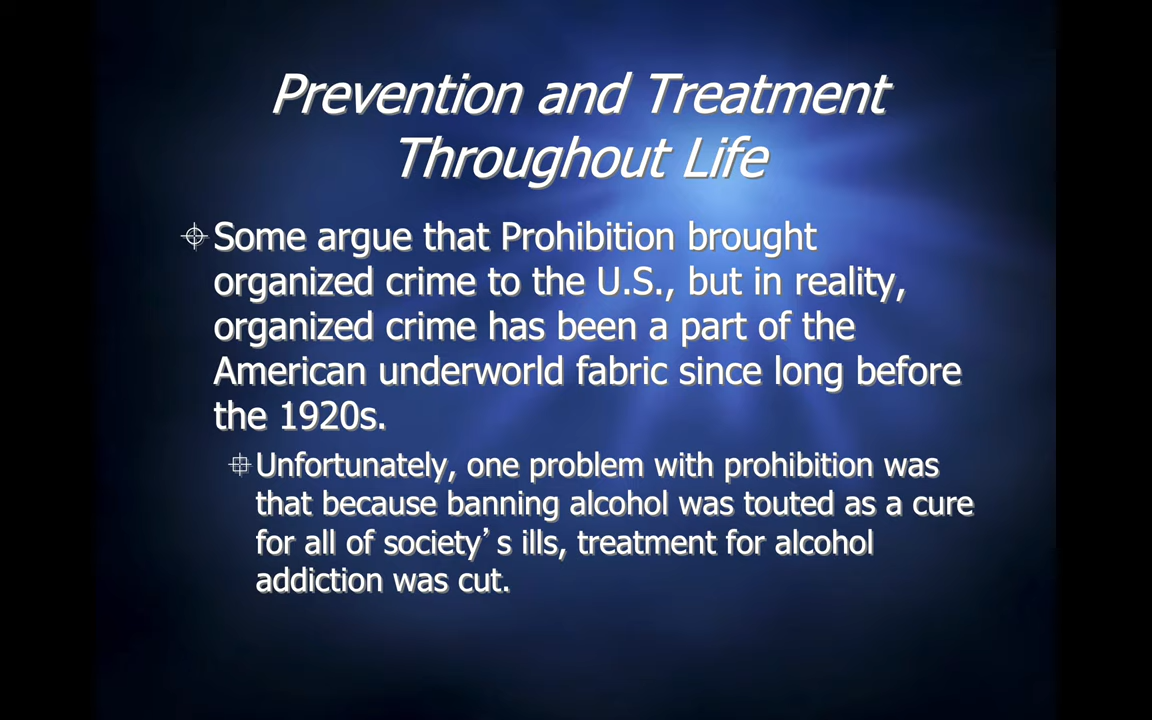 Prevention and Treatment
Throughout Life
Some argue that Prohibition brought
organized crime to the U.S., but in reality,
organized crime has been a part of the
American underworld fabric since long before
the 1920s.
Unfortunately, one problem with prohibition was
that because banning alcohol was touted as a cure
for all of society’s ills, treatment for alcohol
addiction was cut.